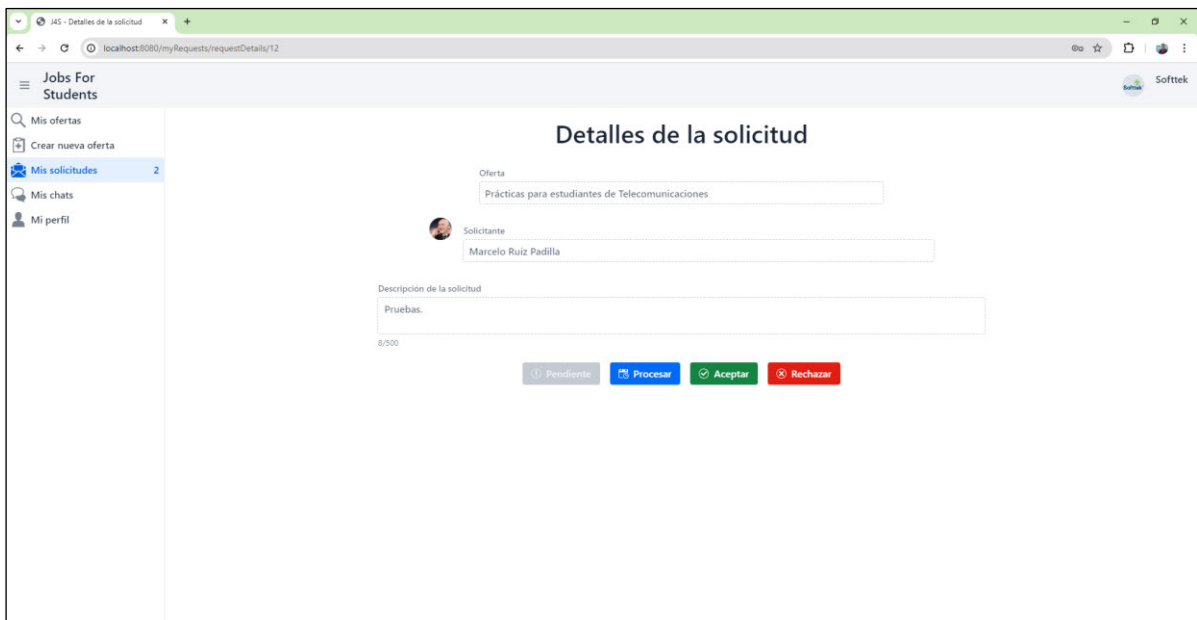 J4S - Detalles de la solicitud
localhost:8080/myRequests/requestDetails/12
Jobs For
Students
Softtek
Softtek
Mis ofertas
Crear nueva oferta
Mis solicitudes 2
Mis chats
Mi perfil
Detalles de la solicitud
Oferta
Prácticas para estudiantes de Telecomunicaciones
Solicitante
Marcelo Ruiz Padilla
Descripción de la solicitud
Pruebas.
8/500
Pendiente Procesar Aceptar Rechazar